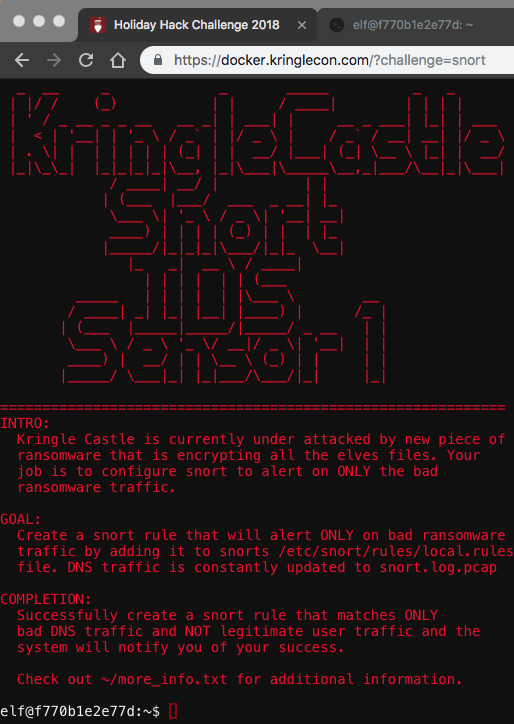 Holiday Hack Challenge 2018
elf@f770b1e2e77d: ~
https://docker.kringlecon.com/?challenge=snort
Kringle Castle
Snort
IDS
Sensor 1
============================================================
INTRO:
Kringle Castle is currently under attacked by new piece of
ransomware that is encrypting all the elves files. Your
job is to configure snort to alert on ONLY the bad
ransomware traffic.
GOAL:
Create a snort rule that will alert ONLY on bad ransomware
traffic by adding it to snorts /etc/snort/rules/local.rules
file. DNS traffic is constantly updated to snort.log.pcap
COMPLETION:
Successfully create a snort rule that matches ONLY
bad DNS traffic and NOT legitimate user traffic and the
system will notify you of your success.
Check out ~/more_info.txt for additional information.
elf@f770b1e2e77d:~$